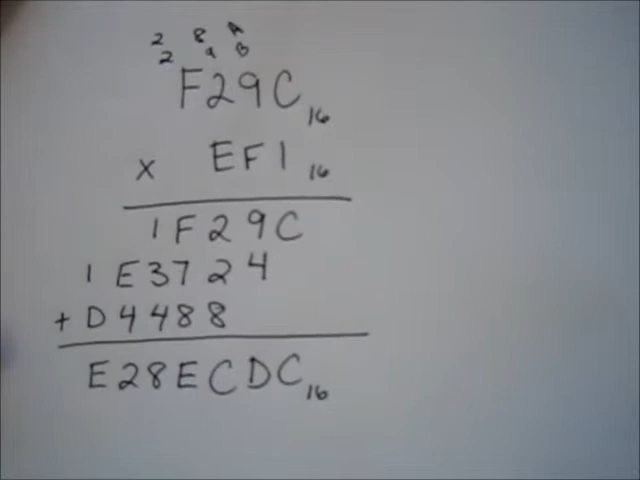 2 8 A
2 9 B
F29C₁₆
x EF1₁₆
1F29C
1E3724
+D4488
E28ECDC₁₆